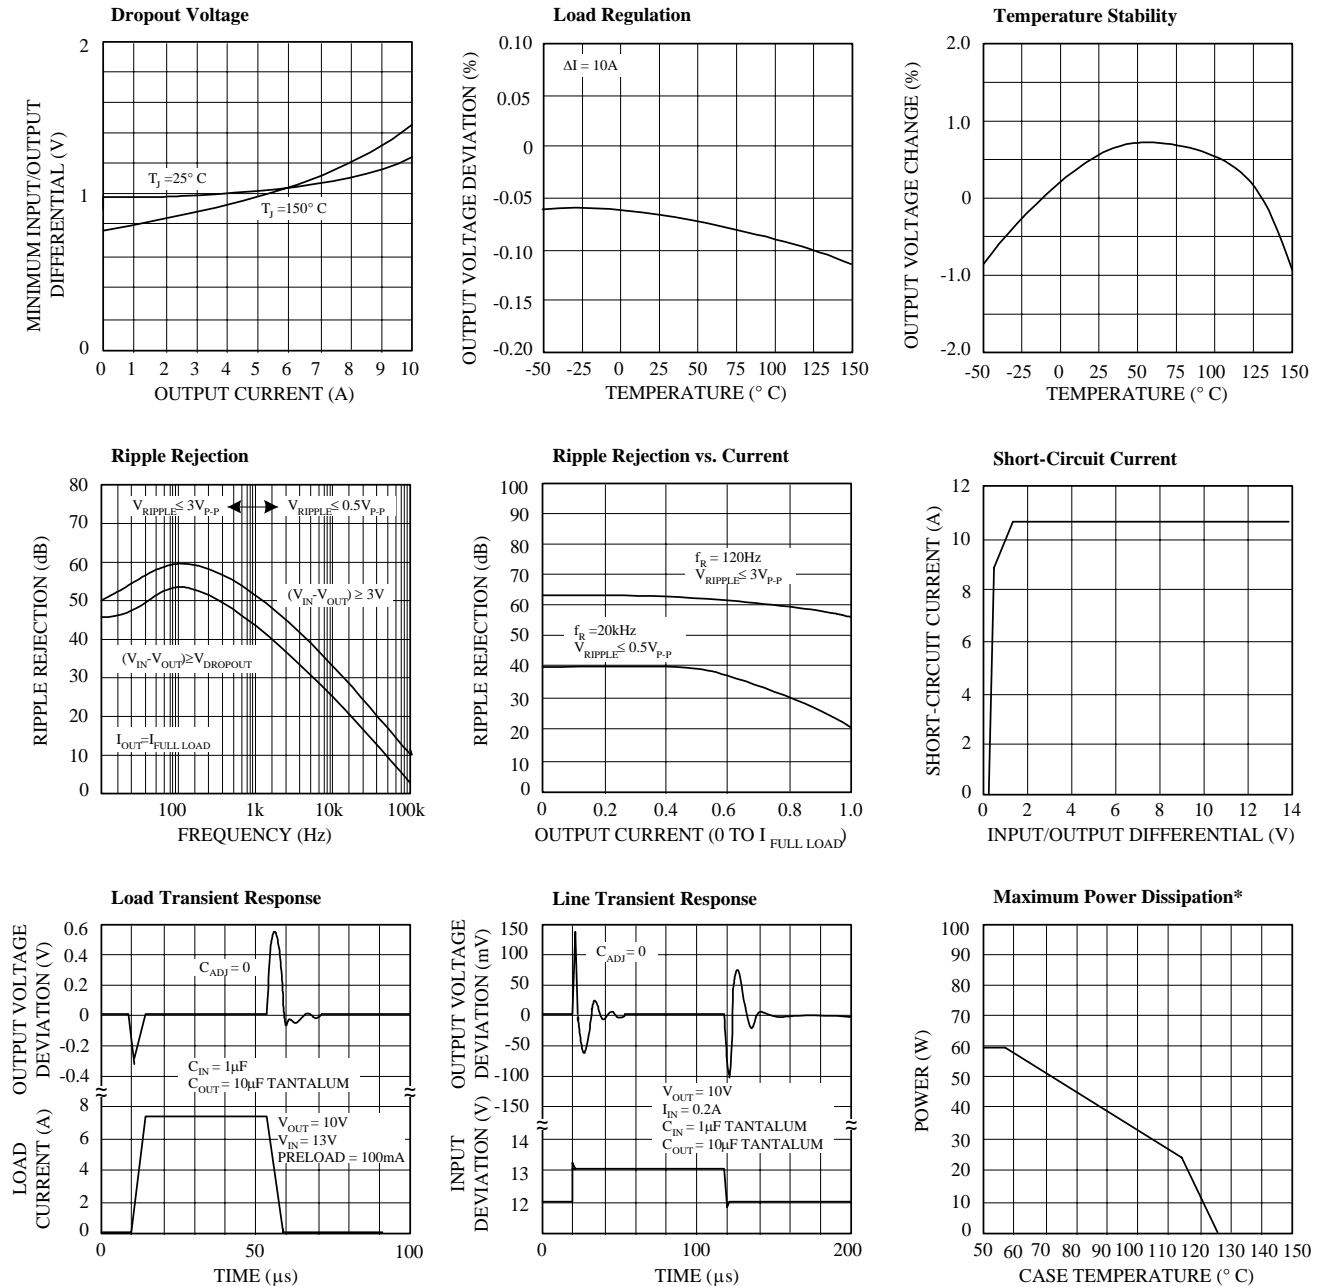 Dropout Voltage
MINIMUM INPUT/OUTPUT
DIFFERENTIAL (V)
2
1
0
T_J =25° C
T_J =150° C
0 1 2 3 4 5 6 7 8 9 10
OUTPUT CURRENT (A)
Load Regulation
OUTPUT VOLTAGE DEVIATION (%)
0.10
0.05
0
-0.05
-0.10
-0.15
-0.20
ΔI = 10A
-50 -25 0 25 50 75 100 125 150
TEMPERATURE (° C)
Temperature Stability
OUTPUT VOLTAGE CHANGE (%)
2.0
1.0
0
-1.0
-2.0
-50 -25 0 25 50 75 100 125 150
TEMPERATURE (° C)
Ripple Rejection
RIPPLE REJECTION (dB)
80
70
60
50
40
30
20
10
0
V_RIPPLE ≤ 3V_P-P
V_RIPPLE ≤ 0.5V_P-P
(V_IN-V_OUT) ≥ 3V
(V_IN-V_OUT)≥V_DROPOUT
I_OUT=I_FULL LOAD
100 1k 10k 100k
FREQUENCY (Hz)
Ripple Rejection vs. Current
RIPPLE REJECTION (dB)
100
90
80
70
60
50
40
30
20
10
0
f_R = 120Hz
V_RIPPLE ≤ 3V_P-P
f_R =20kHz
V_RIPPLE ≤ 0.5V_P-P
0 0.2 0.4 0.6 0.8 1.0
OUTPUT CURRENT (0 TO I_FULL LOAD)
Short-Circuit Current
SHORT-CIRCUIT CURRENT (A)
12
10
8
6
4
2
0
0 2 4 6 8 10 12 14
INPUT/OUTPUT DIFFERENTIAL (V)
Load Transient Response
OUTPUT VOLTAGE
DEVIATION (V)
0.6
0.4
0.2
0
-0.2
-0.4
C_ADJ = 0
C_IN = 1μF
C_OUT = 10μF TANTALUM
LOAD
CURRENT (A)
8
6
4
2
0
V_OUT = 10V
V_IN = 13V
PRELOAD = 100mA
0 50 100
TIME (μs)
Line Transient Response
OUTPUT VOLTAGE
DEVIATION (mV)
150
100
50
0
-50
-100
-150
C_ADJ = 0
V_OUT = 10V
I_IN = 0.2A
C_IN = 1μF TANTALUM
C_OUT = 10μF TANTALUM
INPUT
DEVIATION (V)
14
13
12
0 100 200
TIME (μs)
Maximum Power Dissipation*
POWER (W)
100
90
80
70
60
50
40
30
20
10
0
50 60 70 80 90 100 110 120 130 140 150
CASE TEMPERATURE (° C)